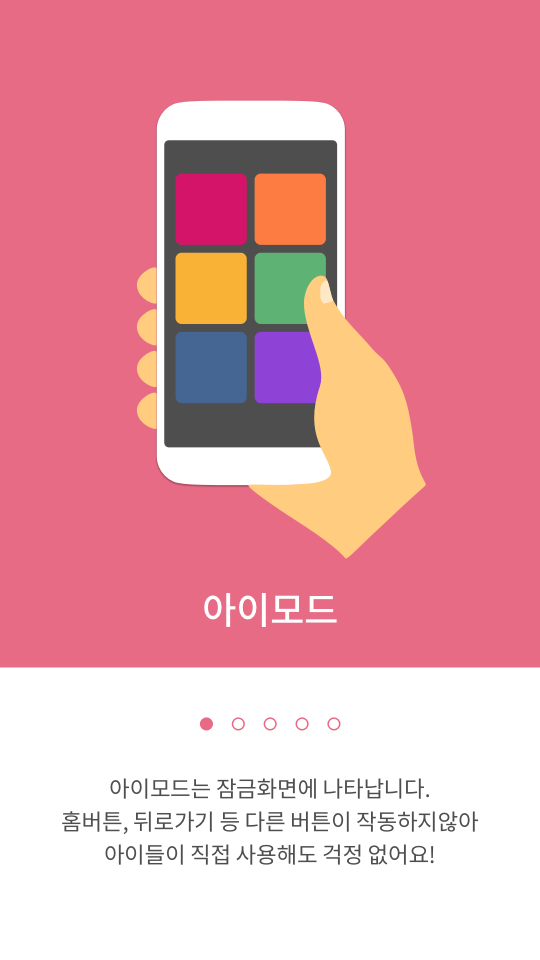 아이모드
아이모드는 잠금화면에 나타납니다.
홈버튼, 뒤로가기 등 다른 버튼이 작동하지않아
아이들이 직접 사용해도 걱정 없어요!